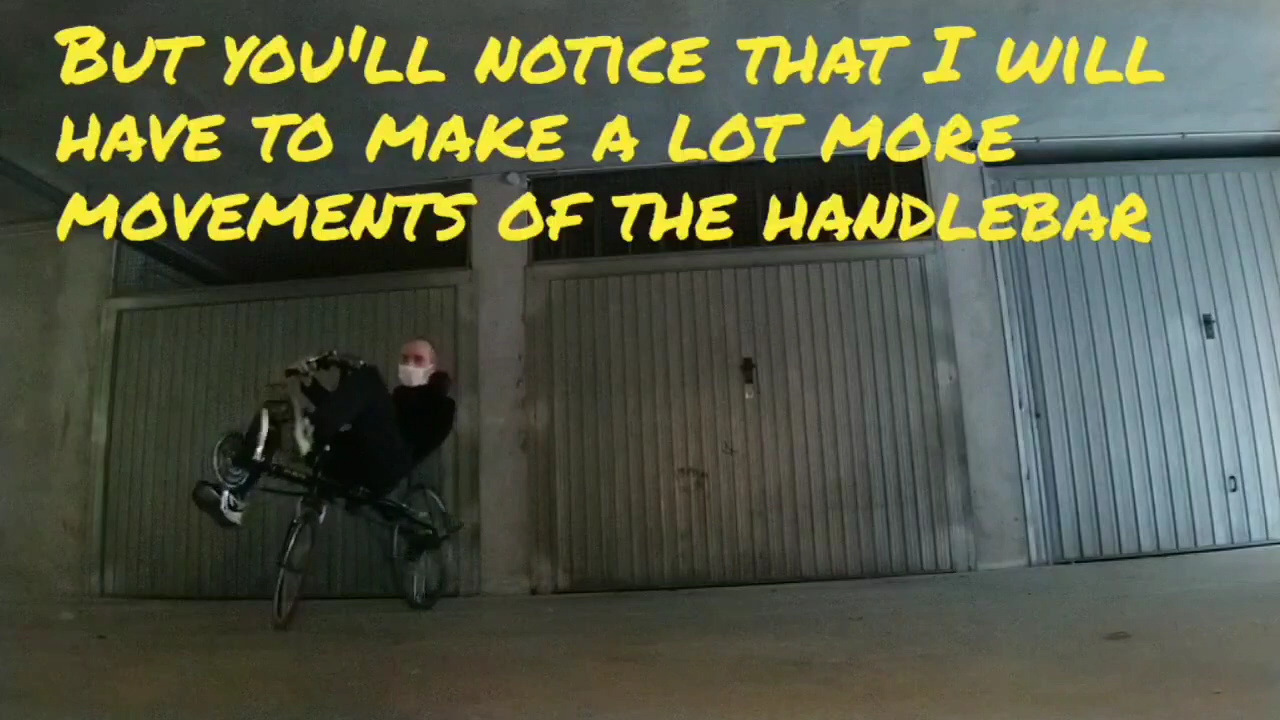 But you'll notice that I will
have to make a lot more
movements of the handlebar